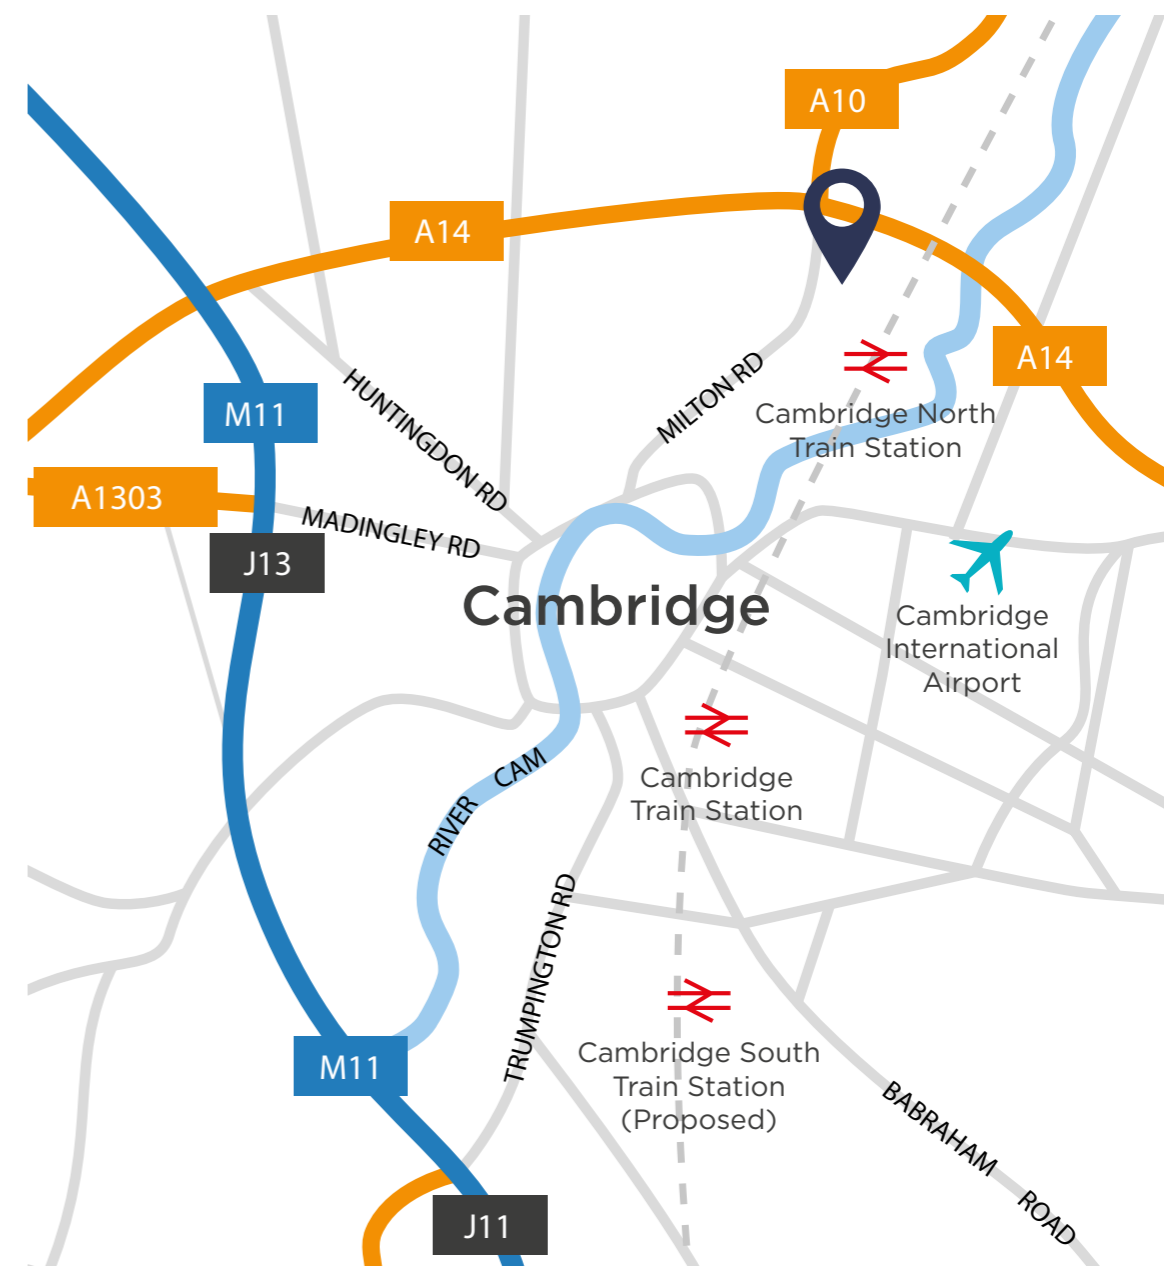 A10
A14
A14
M11
HUNTINGDON RD
MILTON RD
Cambridge North
Train Station
A1303
MADINGLEY RD
J13
Cambridge
Cambridge
International
Airport
RIVER CAM
Cambridge
Train Station
TRUMPINGTON RD
M11
Cambridge South
Train Station
(Proposed)
BABRAHAM ROAD
J11